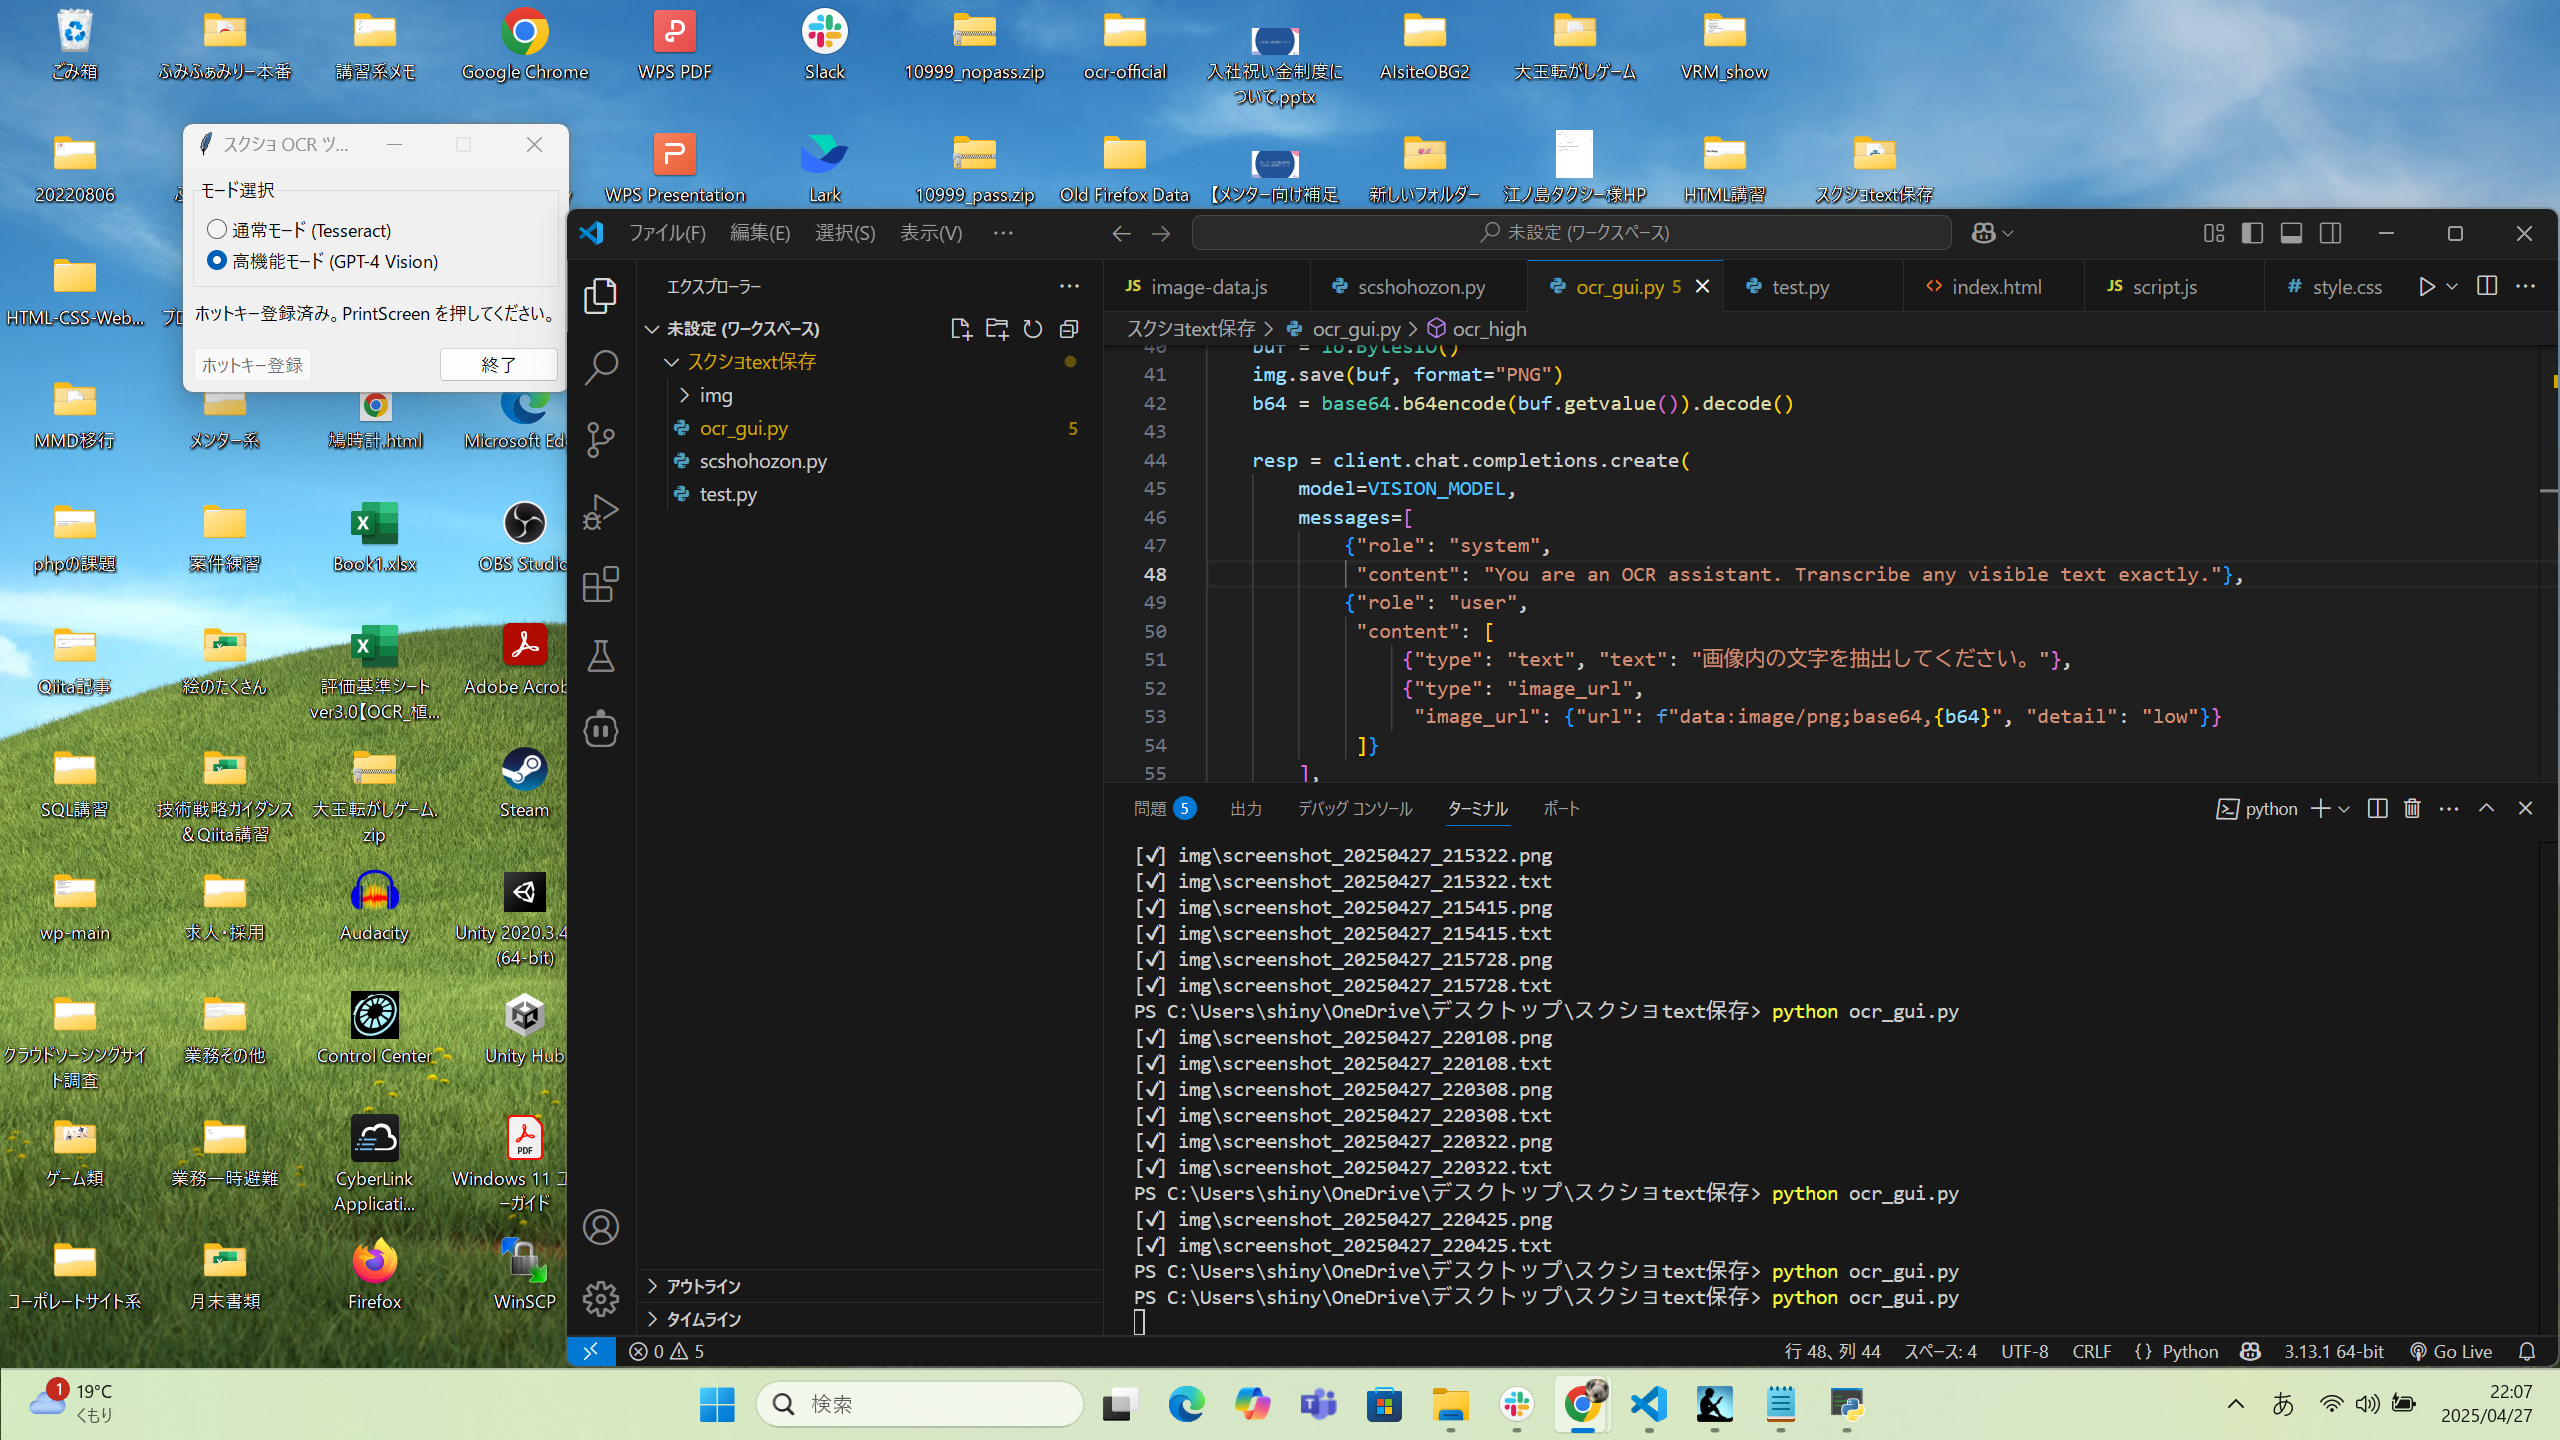 ごみ箱
ふみふぁみりー本番
講習系メモ
Google Chrome
WPS PDF
Slack
10999_nopass.zip
ocr-official
入社祝い金制度に
ついて.pptx
AIsiteOBG2
大玉転がしゲーム
VRM_show
20220806
WPS Presentation
Lark
10999_pass.zip
Old Firefox Data
【メンター向け補足
新しいフォルダー
江ノ島タクシー様HP
HTML講習
スクショtext保存
スクショ OCR ツ...
モード選択
通常モード (Tesseract)
高機能モード (GPT-4 Vision)
ホットキー登録済み。PrintScreen を押してください。
ホットキー登録
終了
HTML-CSS-Web...
MMD移行
メンター系
鳩時計.html
Microsoft Ed
phpの課題
案件練習
Book1.xlsx
OBS Studio
Qiita記事
絵のたくさん
評価基準シート
ver3.0【OCR_植...
Adobe Acrob
SQL講習
技術戦略ガイダンス
＆Qiita講習
大玉転がしゲーム.
zip
Steam
wp-main
求人・採用
Audacity
Unity 2020.3.4
(64-bit)
クラウドソーシングサイ
ト調査
業務その他
Control Center
Unity Hub
ゲーム類
業務一時避難
CyberLink
Applicati...
PDF
Windows 11 ユ
ーガイド
コーポレートサイト系
月末書類
Firefox
WinSCP
ファイル(F)
編集(E)
選択(S)
表示(V)
···
未設定 (ワークスペース)
エクスプローラー
未設定 (ワークスペース)
スクショtext保存
img
ocr_gui.py 5
scshohozon.py
test.py
アウトライン
タイムライン
JS image-data.js
scshohozon.py
ocr_gui.py 5
test.py
<> index.html
JS script.js
# style.css
スクショtext保存 > ocr_gui.py > ocr_high
40 buf = io.BytesIO()
41 img.save(buf, format="PNG")
42 b64 = base64.b64encode(buf.getvalue()).decode()
43
44 resp = client.chat.completions.create(
45 model=VISION_MODEL,
46 messages=[
47 {"role": "system",
48 "content": "You are an OCR assistant. Transcribe any visible text exactly."},
49 {"role": "user",
50 "content": [
51 {"type": "text", "text": "画像内の文字を抽出してください。"},
52 {"type": "image_url",
53 "image_url": {"url": f"data:image/png;base64,{b64}", "detail": "low"}}
54 ]}
55 ],
問題 5
出力
デバッグ コンソール
ターミナル
ポート
python
[✓] img\screenshot_20250427_215322.png
[✓] img\screenshot_20250427_215322.txt
[✓] img\screenshot_20250427_215415.png
[✓] img\screenshot_20250427_215415.txt
[✓] img\screenshot_20250427_215728.png
[✓] img\screenshot_20250427_215728.txt
PS C:\Users\shiny\OneDrive\デスクトップ\スクショtext保存> python ocr_gui.py
[✓] img\screenshot_20250427_220108.png
[✓] img\screenshot_20250427_220108.txt
[✓] img\screenshot_20250427_220308.png
[✓] img\screenshot_20250427_220308.txt
[✓] img\screenshot_20250427_220322.png
[✓] img\screenshot_20250427_220322.txt
PS C:\Users\shiny\OneDrive\デスクトップ\スクショtext保存> python ocr_gui.py
[✓] img\screenshot_20250427_220425.png
[✓] img\screenshot_20250427_220425.txt
PS C:\Users\shiny\OneDrive\デスクトップ\スクショtext保存> python ocr_gui.py
PS C:\Users\shiny\OneDrive\デスクトップ\スクショtext保存> python ocr_gui.py
0 5
行 48、列 44
スペース: 4
UTF-8
CRLF
{} Python
3.13.1 64-bit
Go Live
1
19°C
くもり
検索
あ
22:07
2025/04/27